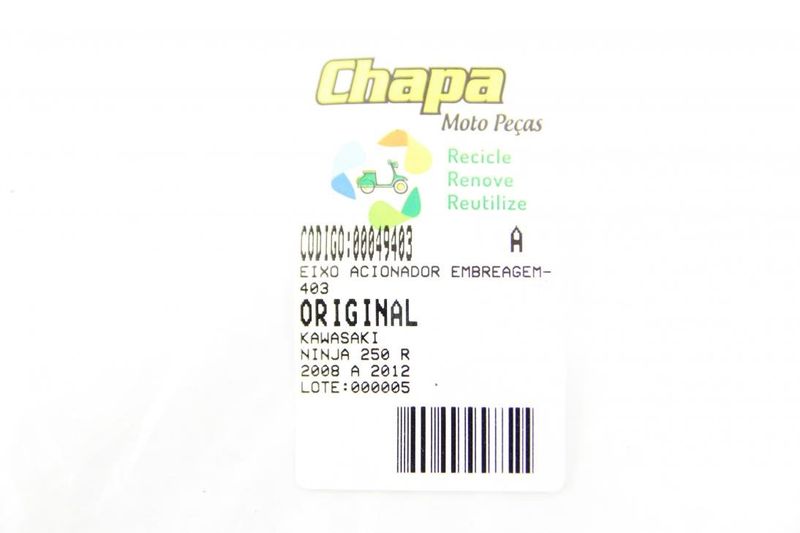 Chapa
Moto Peças
Recicle
Renove
Reutilize
CODIGO:00049403 A
EIXO ACIONADOR EMBREAGEM-
403
ORIGINAL
KAWASAKI
NINJA 250 R
2008 A 2012
LOTE:000005